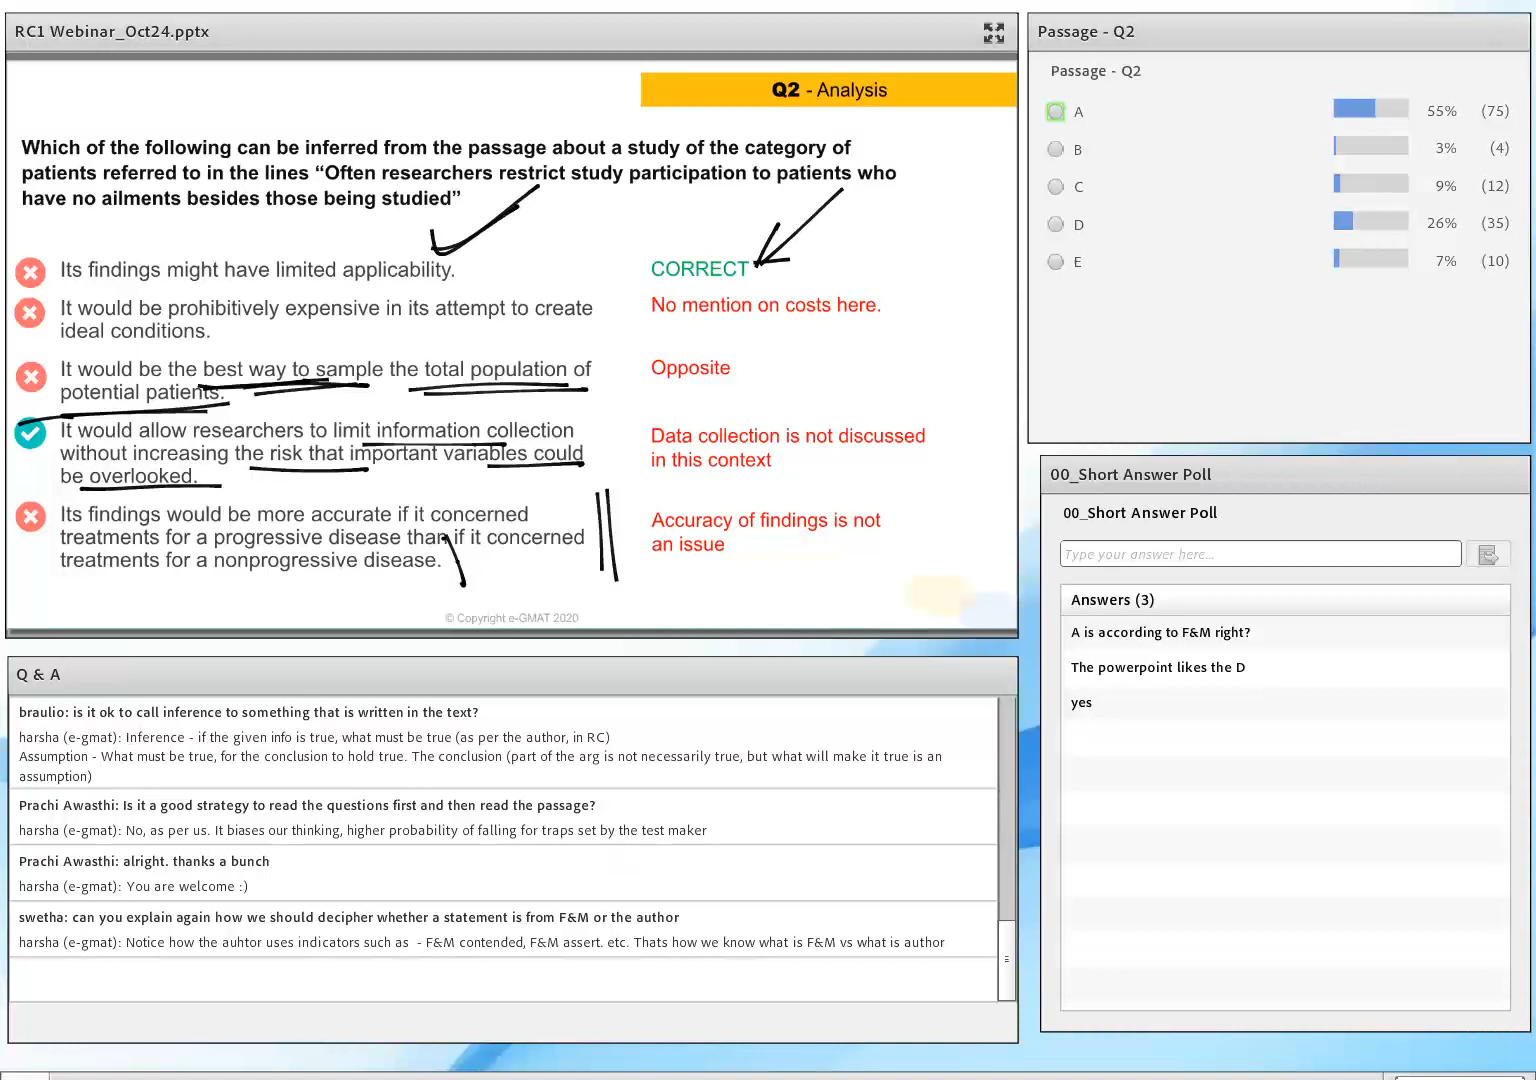 RC1 Webinar_Oct24.pptx
Q2 - Analysis
Which of the following can be inferred from the passage about a study of the category of
patients referred to in the lines “Often researchers restrict study participation to patients who
have no ailments besides those being studied”
Its findings might have limited applicability.
CORRECT
It would be prohibitively expensive in its attempt to create
ideal conditions.
No mention on costs here.
It would be the best way to sample the total population of
potential patients.
Opposite
It would allow researchers to limit information collection
without increasing the risk that important variables could
be overlooked.
Data collection is not discussed
in this context
Its findings would be more accurate if it concerned
treatments for a progressive disease than if it concerned
treatments for a nonprogressive disease.
Accuracy of findings is not
an issue
© Copyright e-GMAT 2020
Passage - Q2
Passage - Q2
A 55% (75)
B 3% (4)
C 9% (12)
D 26% (35)
E 7% (10)
00_Short Answer Poll
00_Short Answer Poll
Type your answer here...
Answers (3)
A is according to F&M right?
The powerpoint likes the D
yes
Q & A
braulio: is it ok to call inference to something that is written in the text?
harsha (e-gmat): Inference - if the given info is true, what must be true (as per the author, in RC)
Assumption - What must be true, for the conclusion to hold true. The conclusion (part of the arg is not necessarily true, but what will make it true is an
assumption)
Prachi Awasthi: Is it a good strategy to read the questions first and then read the passage?
harsha (e-gmat): No, as per us. It biases our thinking, higher probability of falling for traps set by the test maker
Prachi Awasthi: alright. thanks a bunch
harsha (e-gmat): You are welcome :)
swetha: can you explain again how we should decipher whether a statement is from F&M or the author
harsha (e-gmat): Notice how the auhtor uses indicators such as - F&M contended, F&M assert. etc. Thats how we know what is F&M vs what is author